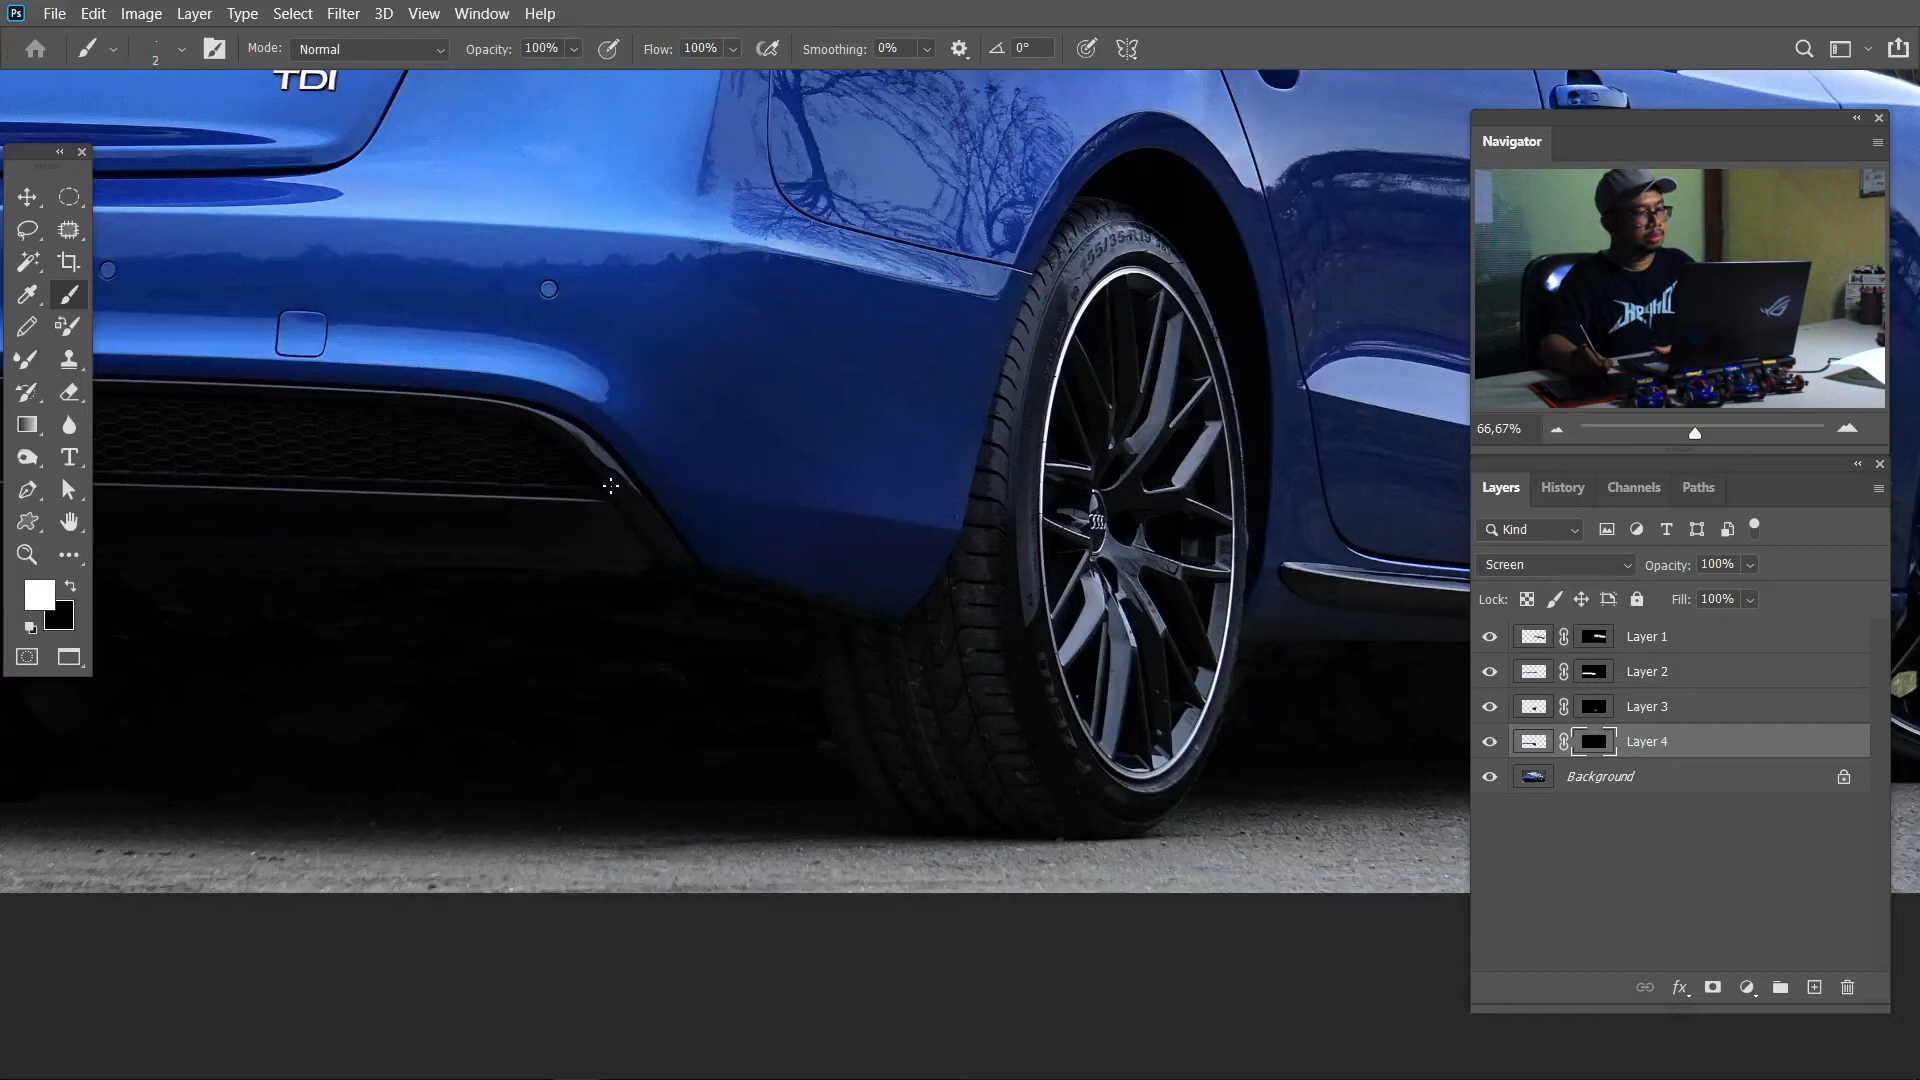 Ps File Edit Image Layer Type Select Filter 3D View Window Help
2 Mode: Normal Opacity: 100% Flow: 100% Smoothing: 0% 0°
TDI
Navigator
66,67%
Layers History Channels Paths
Kind
Screen Opacity: 100%
Lock: Fill: 100%
Layer 1
Layer 2
Layer 3
Layer 4
Background
fx